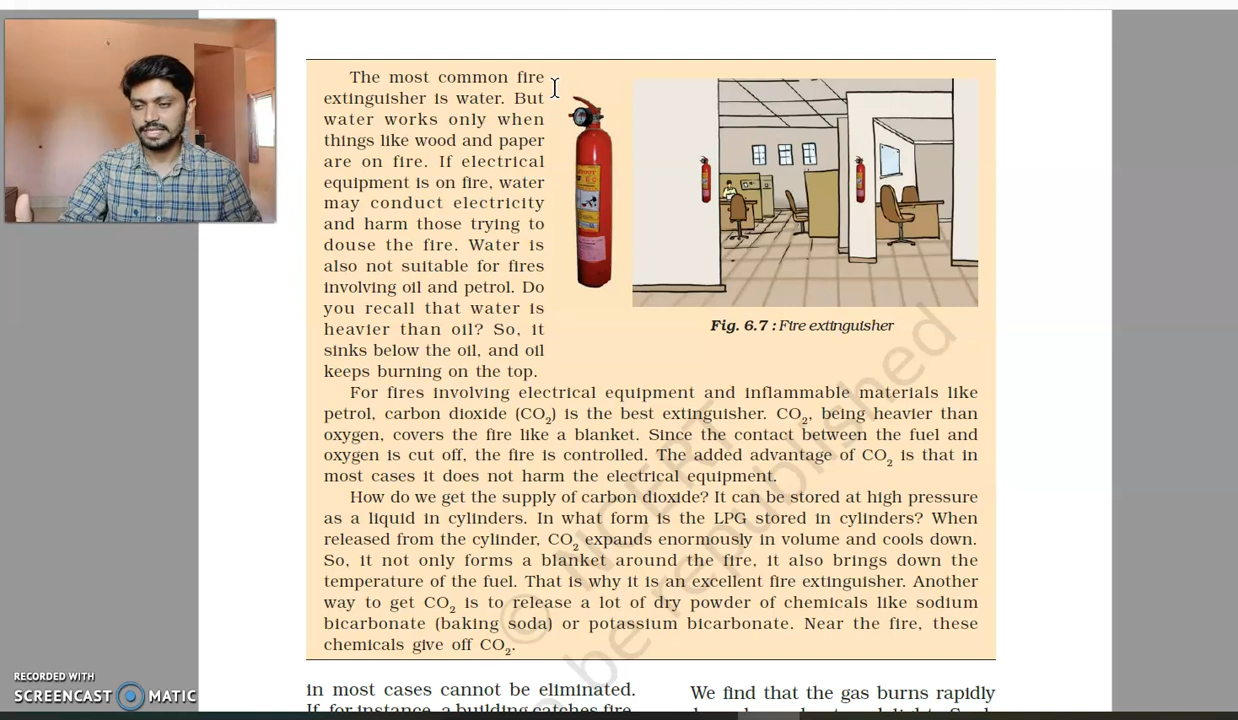 The most common fire
extinguisher is water. But
water works only when
things like wood and paper
are on fire. If electrical
equipment is on fire, water
may conduct electricity
and harm those trying to
douse the fire. Water is
also not suitable for fires
involving oil and petrol. Do
you recall that water is
heavier than oil? So, it
sinks below the oil, and oil
keeps burning on the top.
Fig. 6.7 : Fire extinguisher
For fires involving electrical equipment and inflammable materials like
petrol, carbon dioxide (CO₂) is the best extinguisher. CO₂, being heavier than
oxygen, covers the fire like a blanket. Since the contact between the fuel and
oxygen is cut off, the fire is controlled. The added advantage of CO₂ is that in
most cases it does not harm the electrical equipment.
How do we get the supply of carbon dioxide? It can be stored at high pressure
as a liquid in cylinders. In what form is the LPG stored in cylinders? When
released from the cylinder, CO₂ expands enormously in volume and cools down.
So, it not only forms a blanket around the fire, it also brings down the
temperature of the fuel. That is why it is an excellent fire extinguisher. Another
way to get CO₂ is to release a lot of dry powder of chemicals like sodium
bicarbonate (baking soda) or potassium bicarbonate. Near the fire, these
chemicals give off CO₂.
© NCERT
be republished
in most cases cannot be eliminated.
If, for instance, a building catches fire
We find that the gas burns rapidly
RECORDED WITH
SCREENCAST MATIC